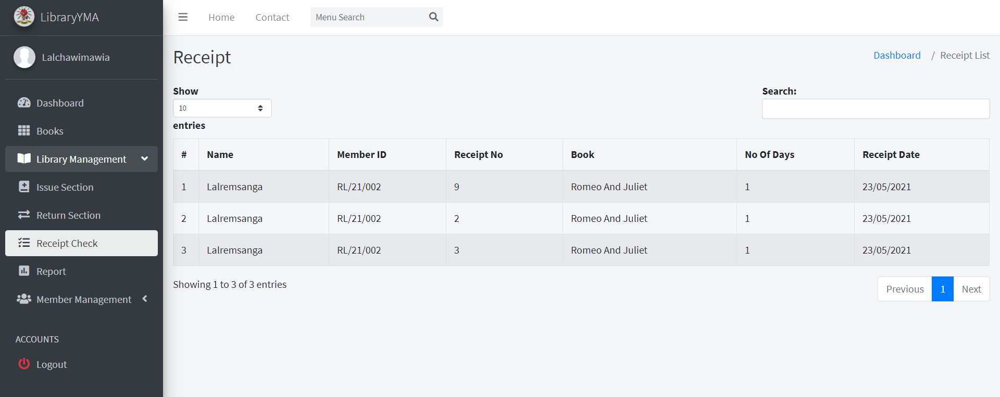 LibraryYMA
Home Contact Menu Search
Lalchawimawia
Dashboard
Books
Library Management
Issue Section
Return Section
Receipt Check
Report
Member Management
ACCOUNTS
Logout
Receipt
Dashboard / Receipt List
Show
10
entries
Search:
# Name Member ID Receipt No Book No Of Days Receipt Date
1 Lalremsanga RL/21/002 9 Romeo And Juliet 1 23/05/2021
2 Lalremsanga RL/21/002 2 Romeo And Juliet 1 23/05/2021
3 Lalremsanga RL/21/002 3 Romeo And Juliet 1 23/05/2021
Showing 1 to 3 of 3 entries
Previous 1 Next